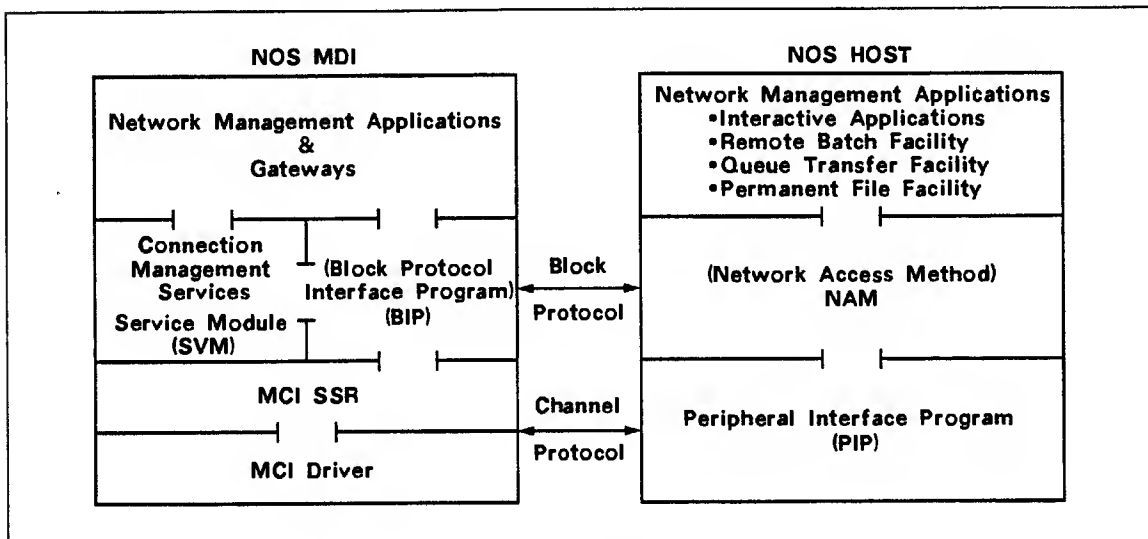 NOS MDI
Network Management Applications
&
Gateways
Connection
Management
Services
Service Module
(SVM)
(Block Protocol
Interface Program)
(BIP)
MCI SSR
MCI Driver
Block
Protocol
Channel
Protocol
NOS HOST
Network Management Applications
•Interactive Applications
•Remote Batch Facility
•Queue Transfer Facility
•Permanent File Facility
(Network Access Method)
NAM
Peripheral Interface Program
(PIP)